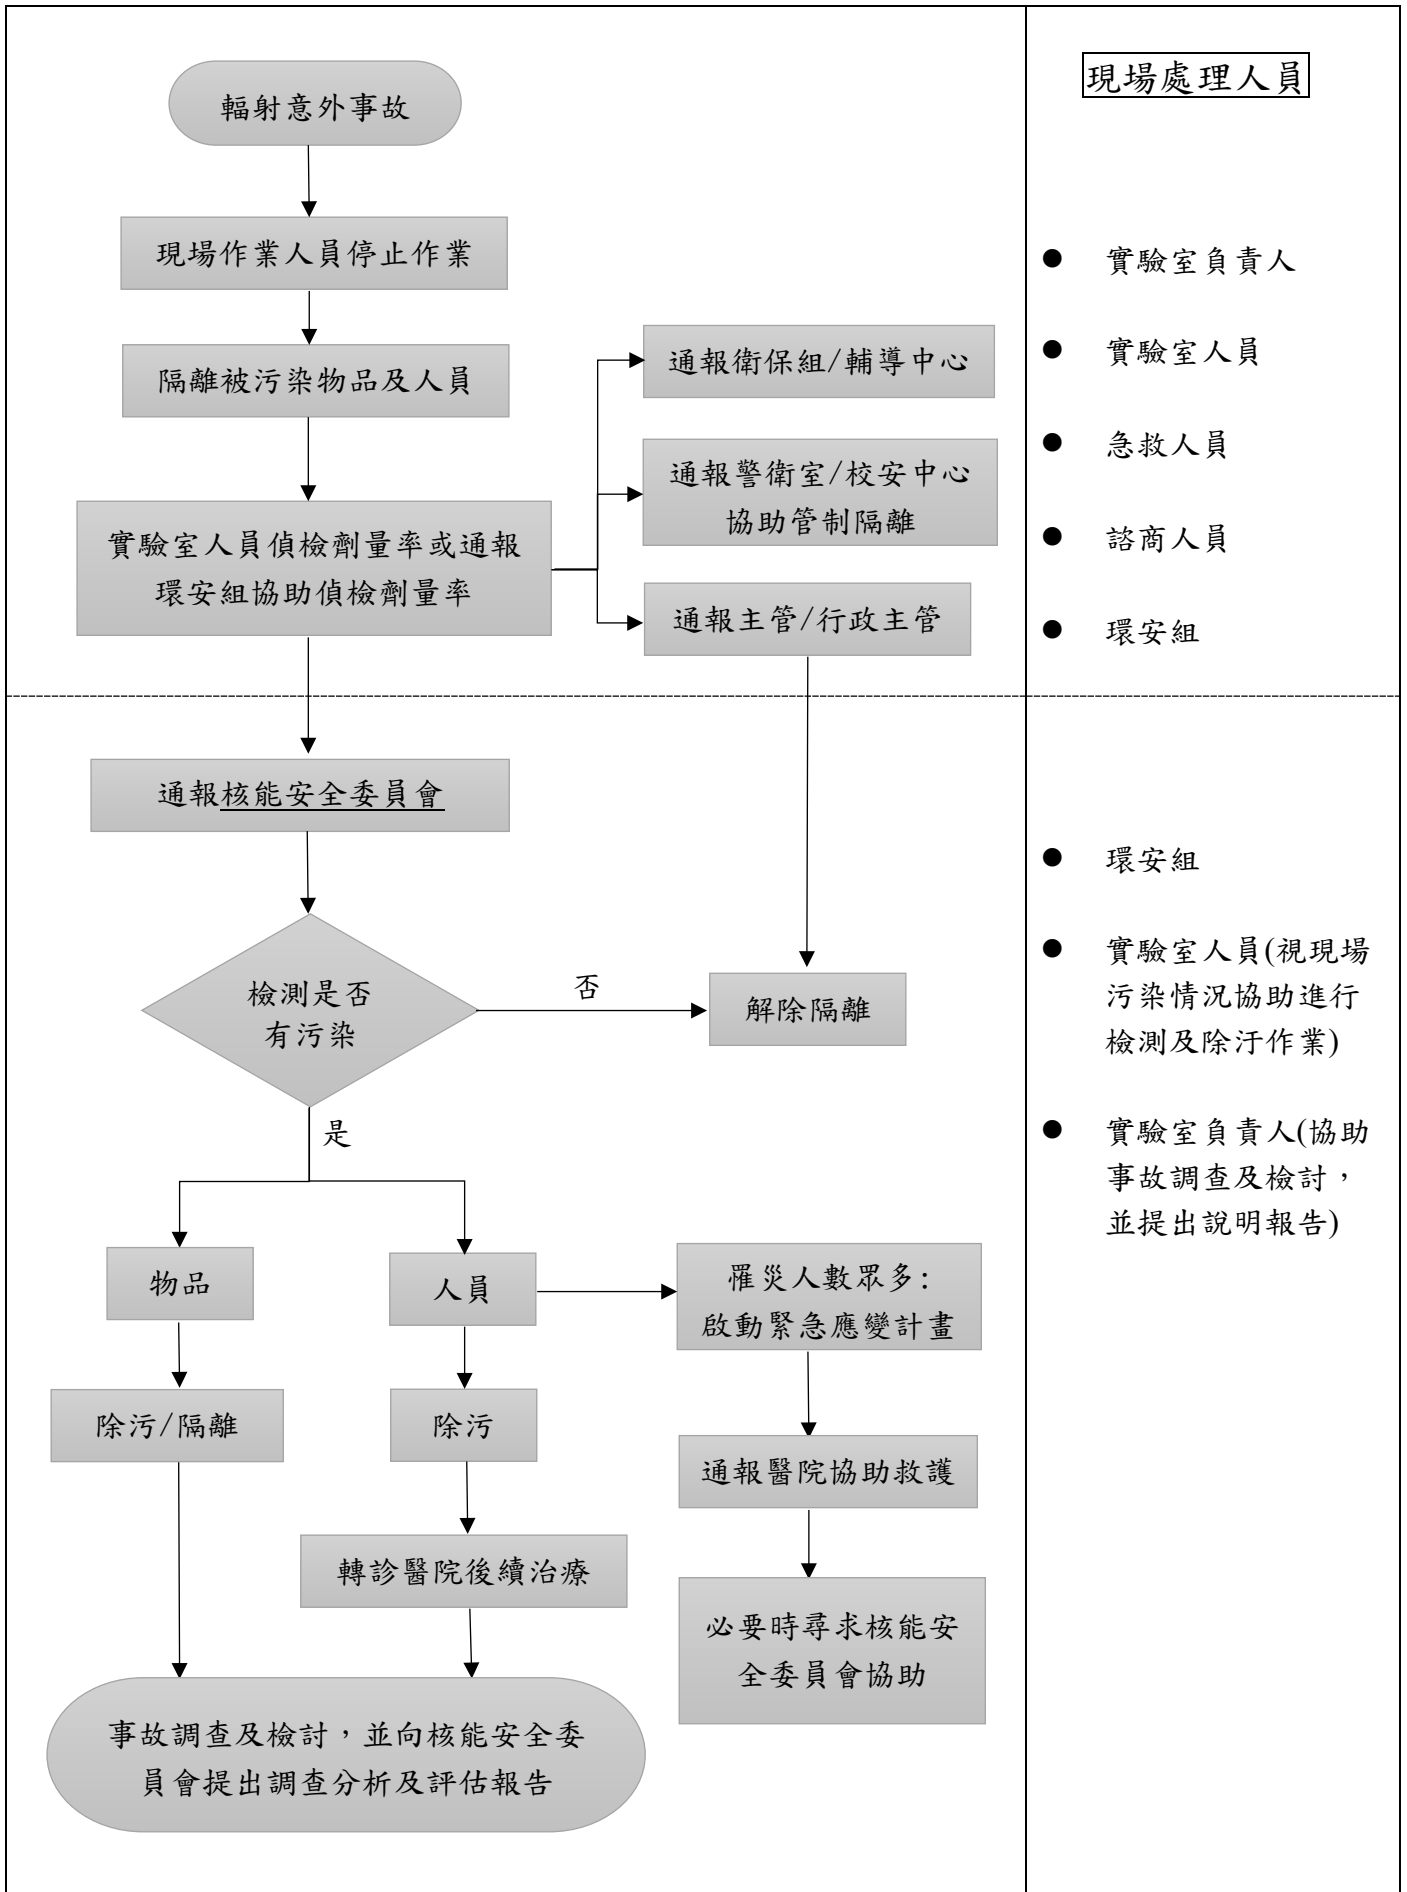 現場處理人員
輻射意外事故
現場作業人員停止作業
實驗室負責人
隔離被污染物品及人員
通報衛保組/輔導中心
實驗室人員
通報警衛室/校安中心
協助管制隔離
急救人員
實驗室人員偵檢劑量率或通報
環安組協助偵檢劑量率
諮商人員
通報主管/行政主管
環安組
通報核能安全委員會
環安組
檢測是否
有污染
否
解除隔離
實驗室人員(視現場
污染情況協助進行
檢測及除汙作業)
是
實驗室負責人(協助
事故調查及檢討，
並提出說明報告)
物品
人員
罹災人數眾多:
啟動緊急應變計畫
除污/隔離
除污
通報醫院協助救護
轉診醫院後續治療
必要時尋求核能安
全委員會協助
事故調查及檢討，並向核能安全委
員會提出調查分析及評估報告